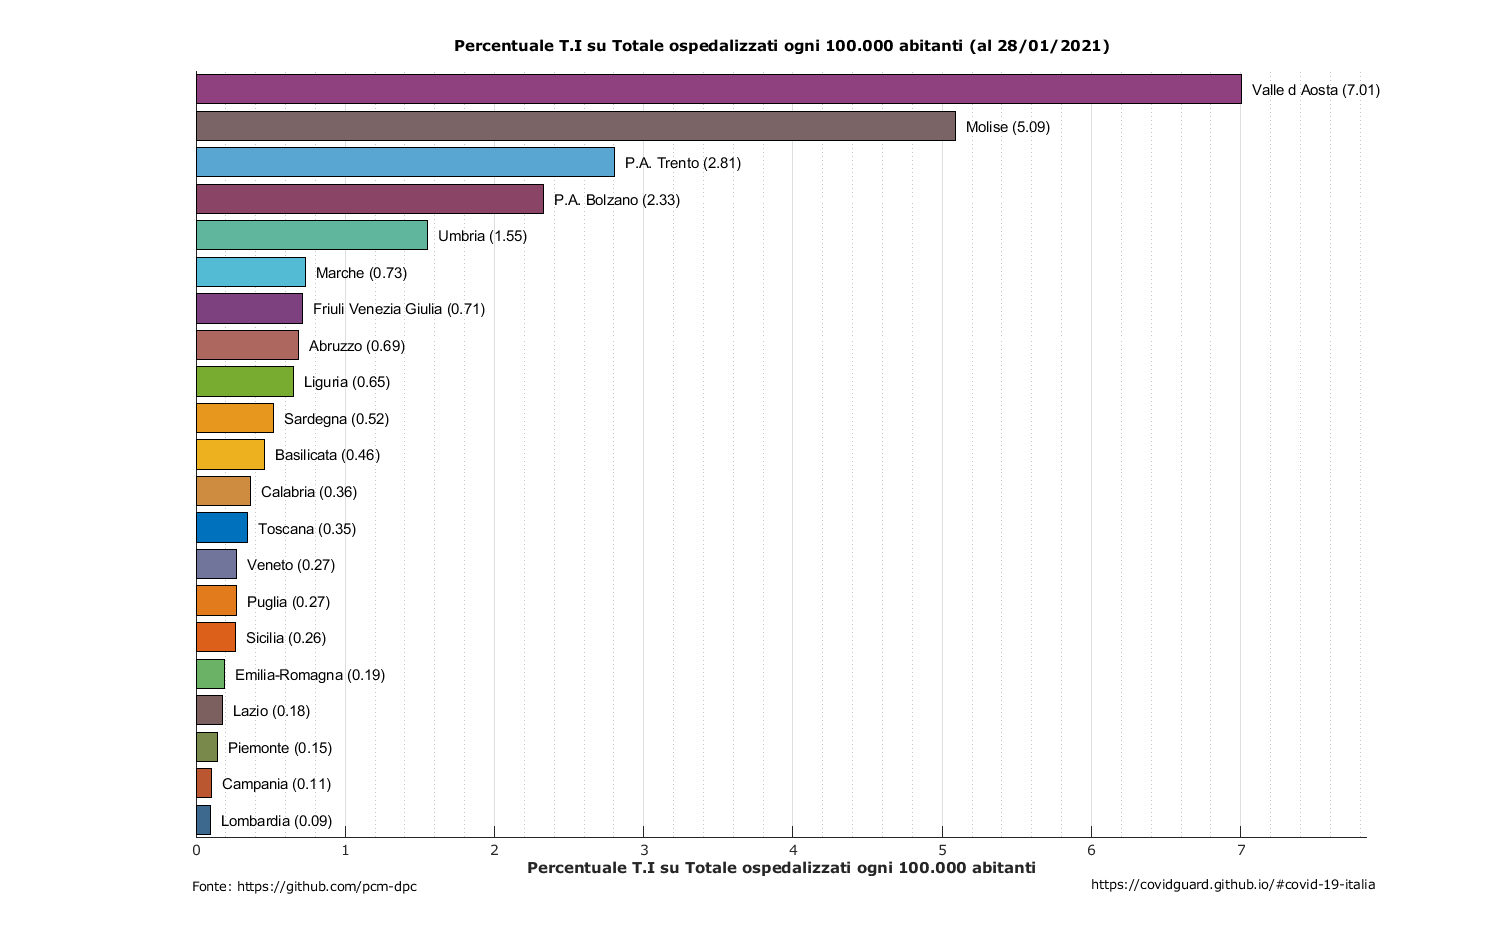 Percentuale T.I su Totale ospedalizzati ogni 100.000 abitanti (al 28/01/2021)
Valle d Aosta (7.01)
Molise (5.09)
P.A. Trento (2.81)
P.A. Bolzano (2.33)
Umbria (1.55)
Marche (0.73)
Friuli Venezia Giulia (0.71)
Abruzzo (0.69)
Liguria (0.65)
Sardegna (0.52)
Basilicata (0.46)
Calabria (0.36)
Toscana (0.35)
Veneto (0.27)
Puglia (0.27)
Sicilia (0.26)
Emilia-Romagna (0.19)
Lazio (0.18)
Piemonte (0.15)
Campania (0.11)
Lombardia (0.09)
0 1 2 3 4 5 6 7
Percentuale T.I su Totale ospedalizzati ogni 100.000 abitanti
Fonte: https://github.com/pcm-dpc
https://covidguard.github.io/#covid-19-italia